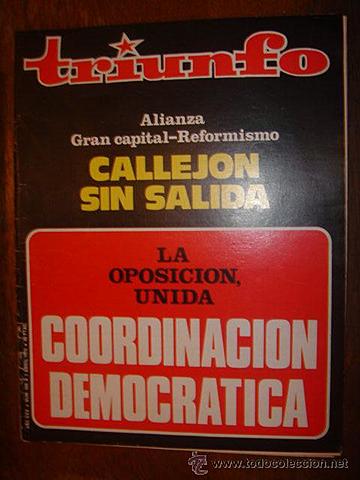 triunfo
Alianza
Gran capital-Reformismo
CALLEJON
SIN SALIDA
LA
OPOSICION,
UNIDA
COORDINACION
DEMOCRATICA
www.todocoleccion.net